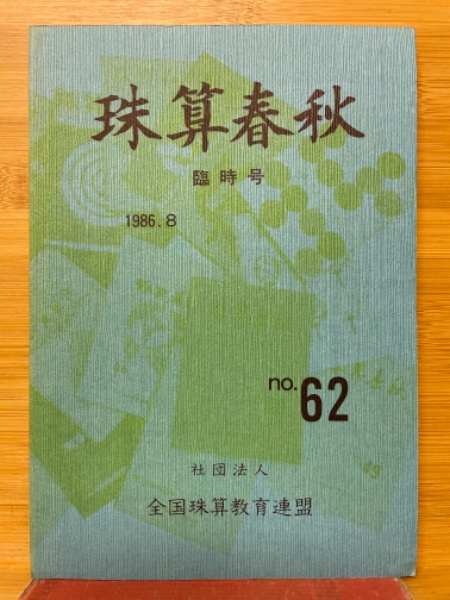 珠算春秋
臨時号
1986.8
no.62
社団法人
全国珠算教育連盟